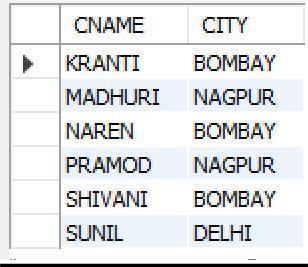 CNAME CITY
KRANTI BOMBAY
MADHURI NAGPUR
NAREN BOMBAY
PRAMOD NAGPUR
SHIVANI BOMBAY
SUNIL DELHI